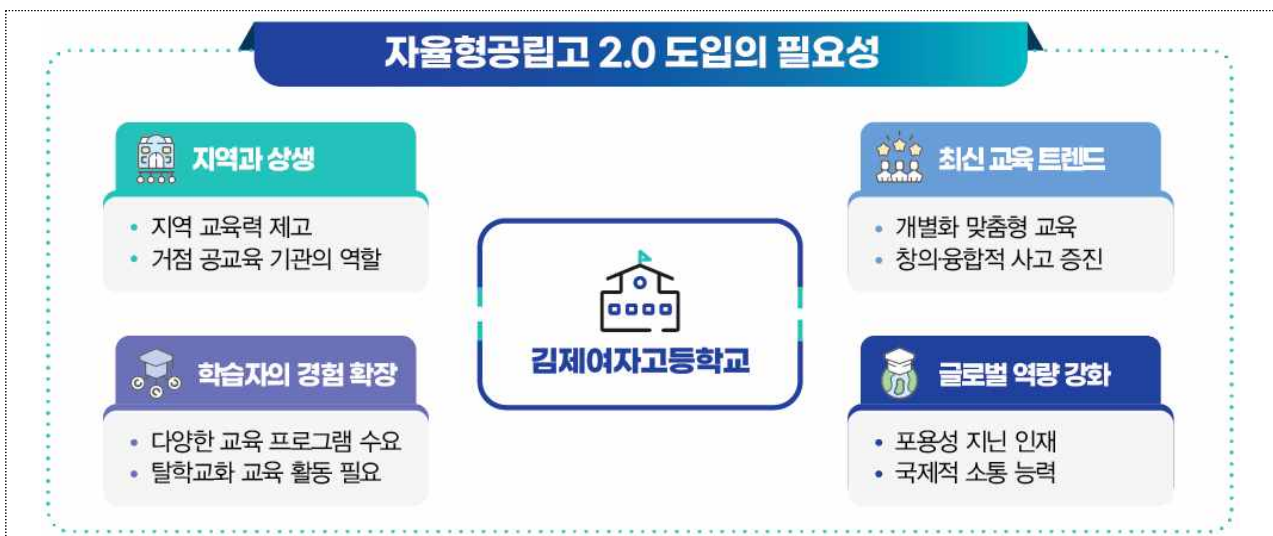 자율형공립고 2.0 도입의 필요성
지역과 상생
• 지역 교육력 제고
• 거점 공교육 기관의 역할
최신 교육 트렌드
• 개별화 맞춤형 교육
• 창의·융합적 사고 증진
김제여자고등학교
학습자의 경험 확장
• 다양한 교육 프로그램 수요
• 탈학교화 교육 활동 필요
글로벌 역량 강화
• 포용성 지닌 인재
• 국제적 소통 능력